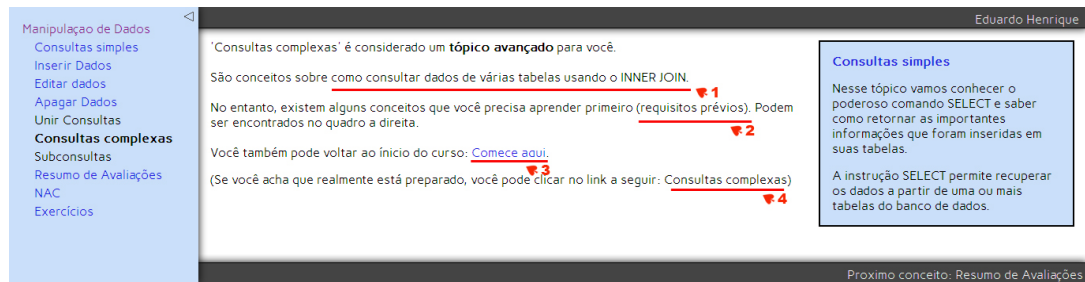 Manipulaçao de Dados
Consultas simples
Inserir Dados
Editar dados
Apagar Dados
Unir Consultas
Consultas complexas
Subconsultas
Resumo de Avaliações
NAC
Exercícios
Eduardo Henrique
'Consultas complexas' é considerado um tópico avançado para você.
São conceitos sobre como consultar dados de várias tabelas usando o INNER JOIN.
1
No entanto, existem alguns conceitos que você precisa aprender primeiro (requisitos prévios). Podem
ser encontrados no quadro a direita.
2
Você também pode voltar ao ínicio do curso: Comece aqui.
3
(Se você acha que realmente está preparado, você pode clicar no link a seguir: Consultas complexas)
4
Consultas simples
Nesse tópico vamos conhecer o
poderoso comando SELECT e saber
como retornar as importantes
informações que foram inseridas em
suas tabelas.
A instrução SELECT permite recuperar
os dados a partir de uma ou mais
tabelas do banco de dados.
Proximo conceito: Resumo de Avaliações